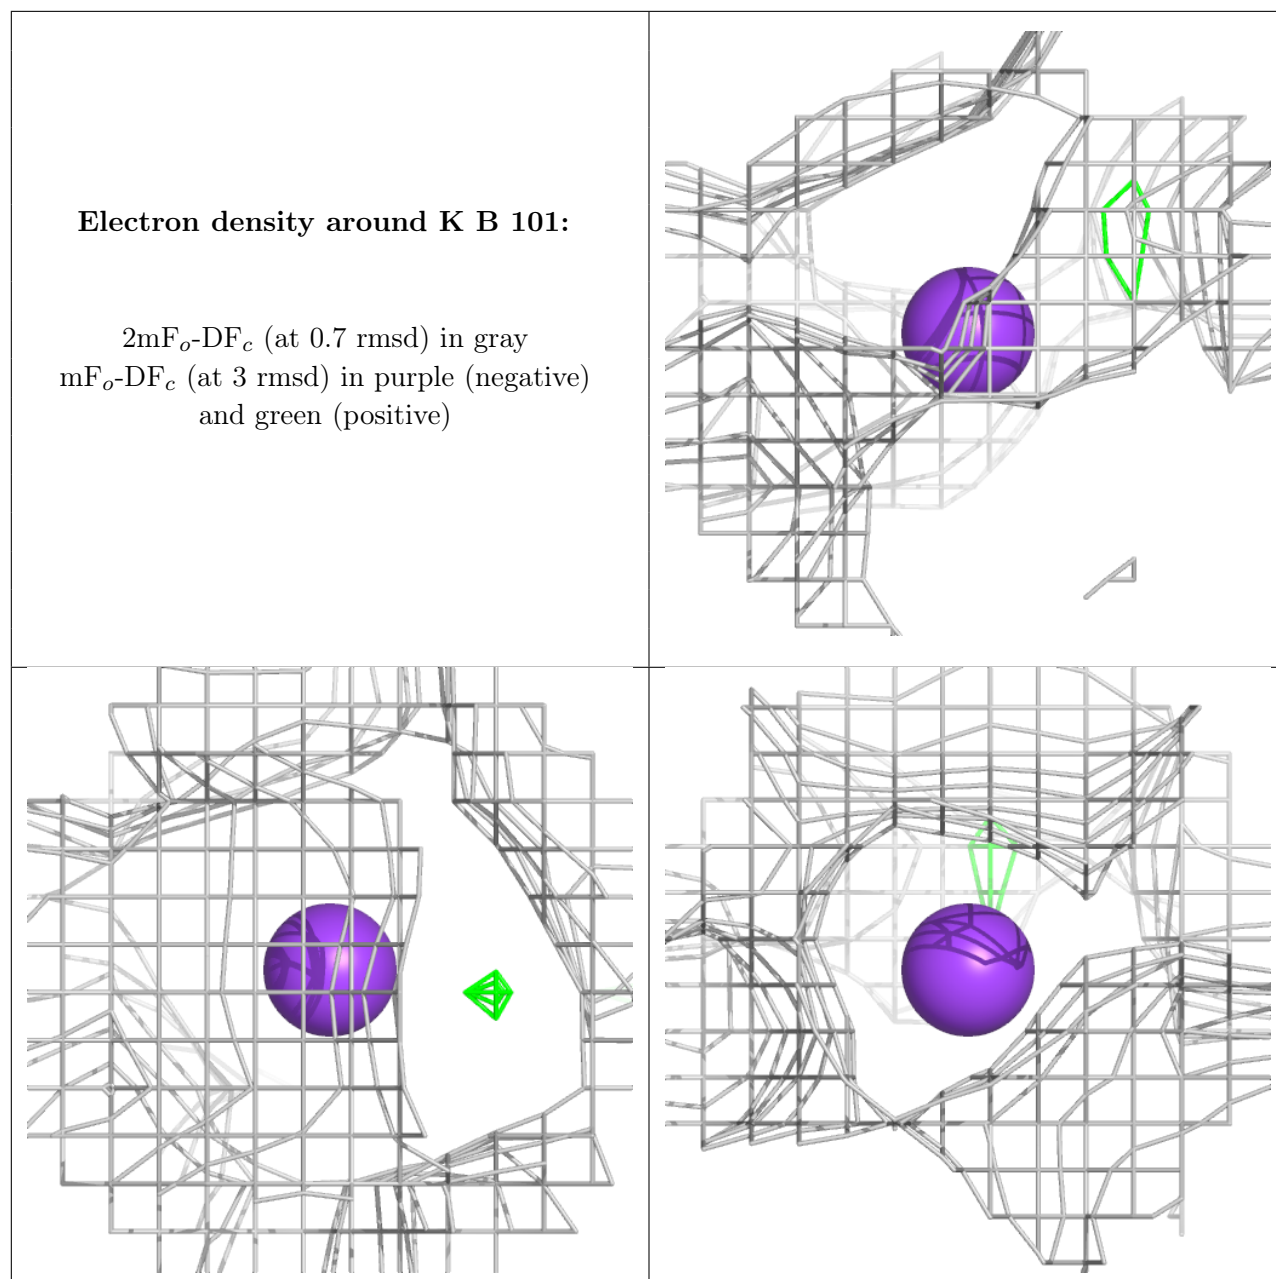 Electron density around K B 101:
2mFₒ-DF𝒸 (at 0.7 rmsd) in gray
mFₒ-DF𝒸 (at 3 rmsd) in purple (negative)
and green (positive)